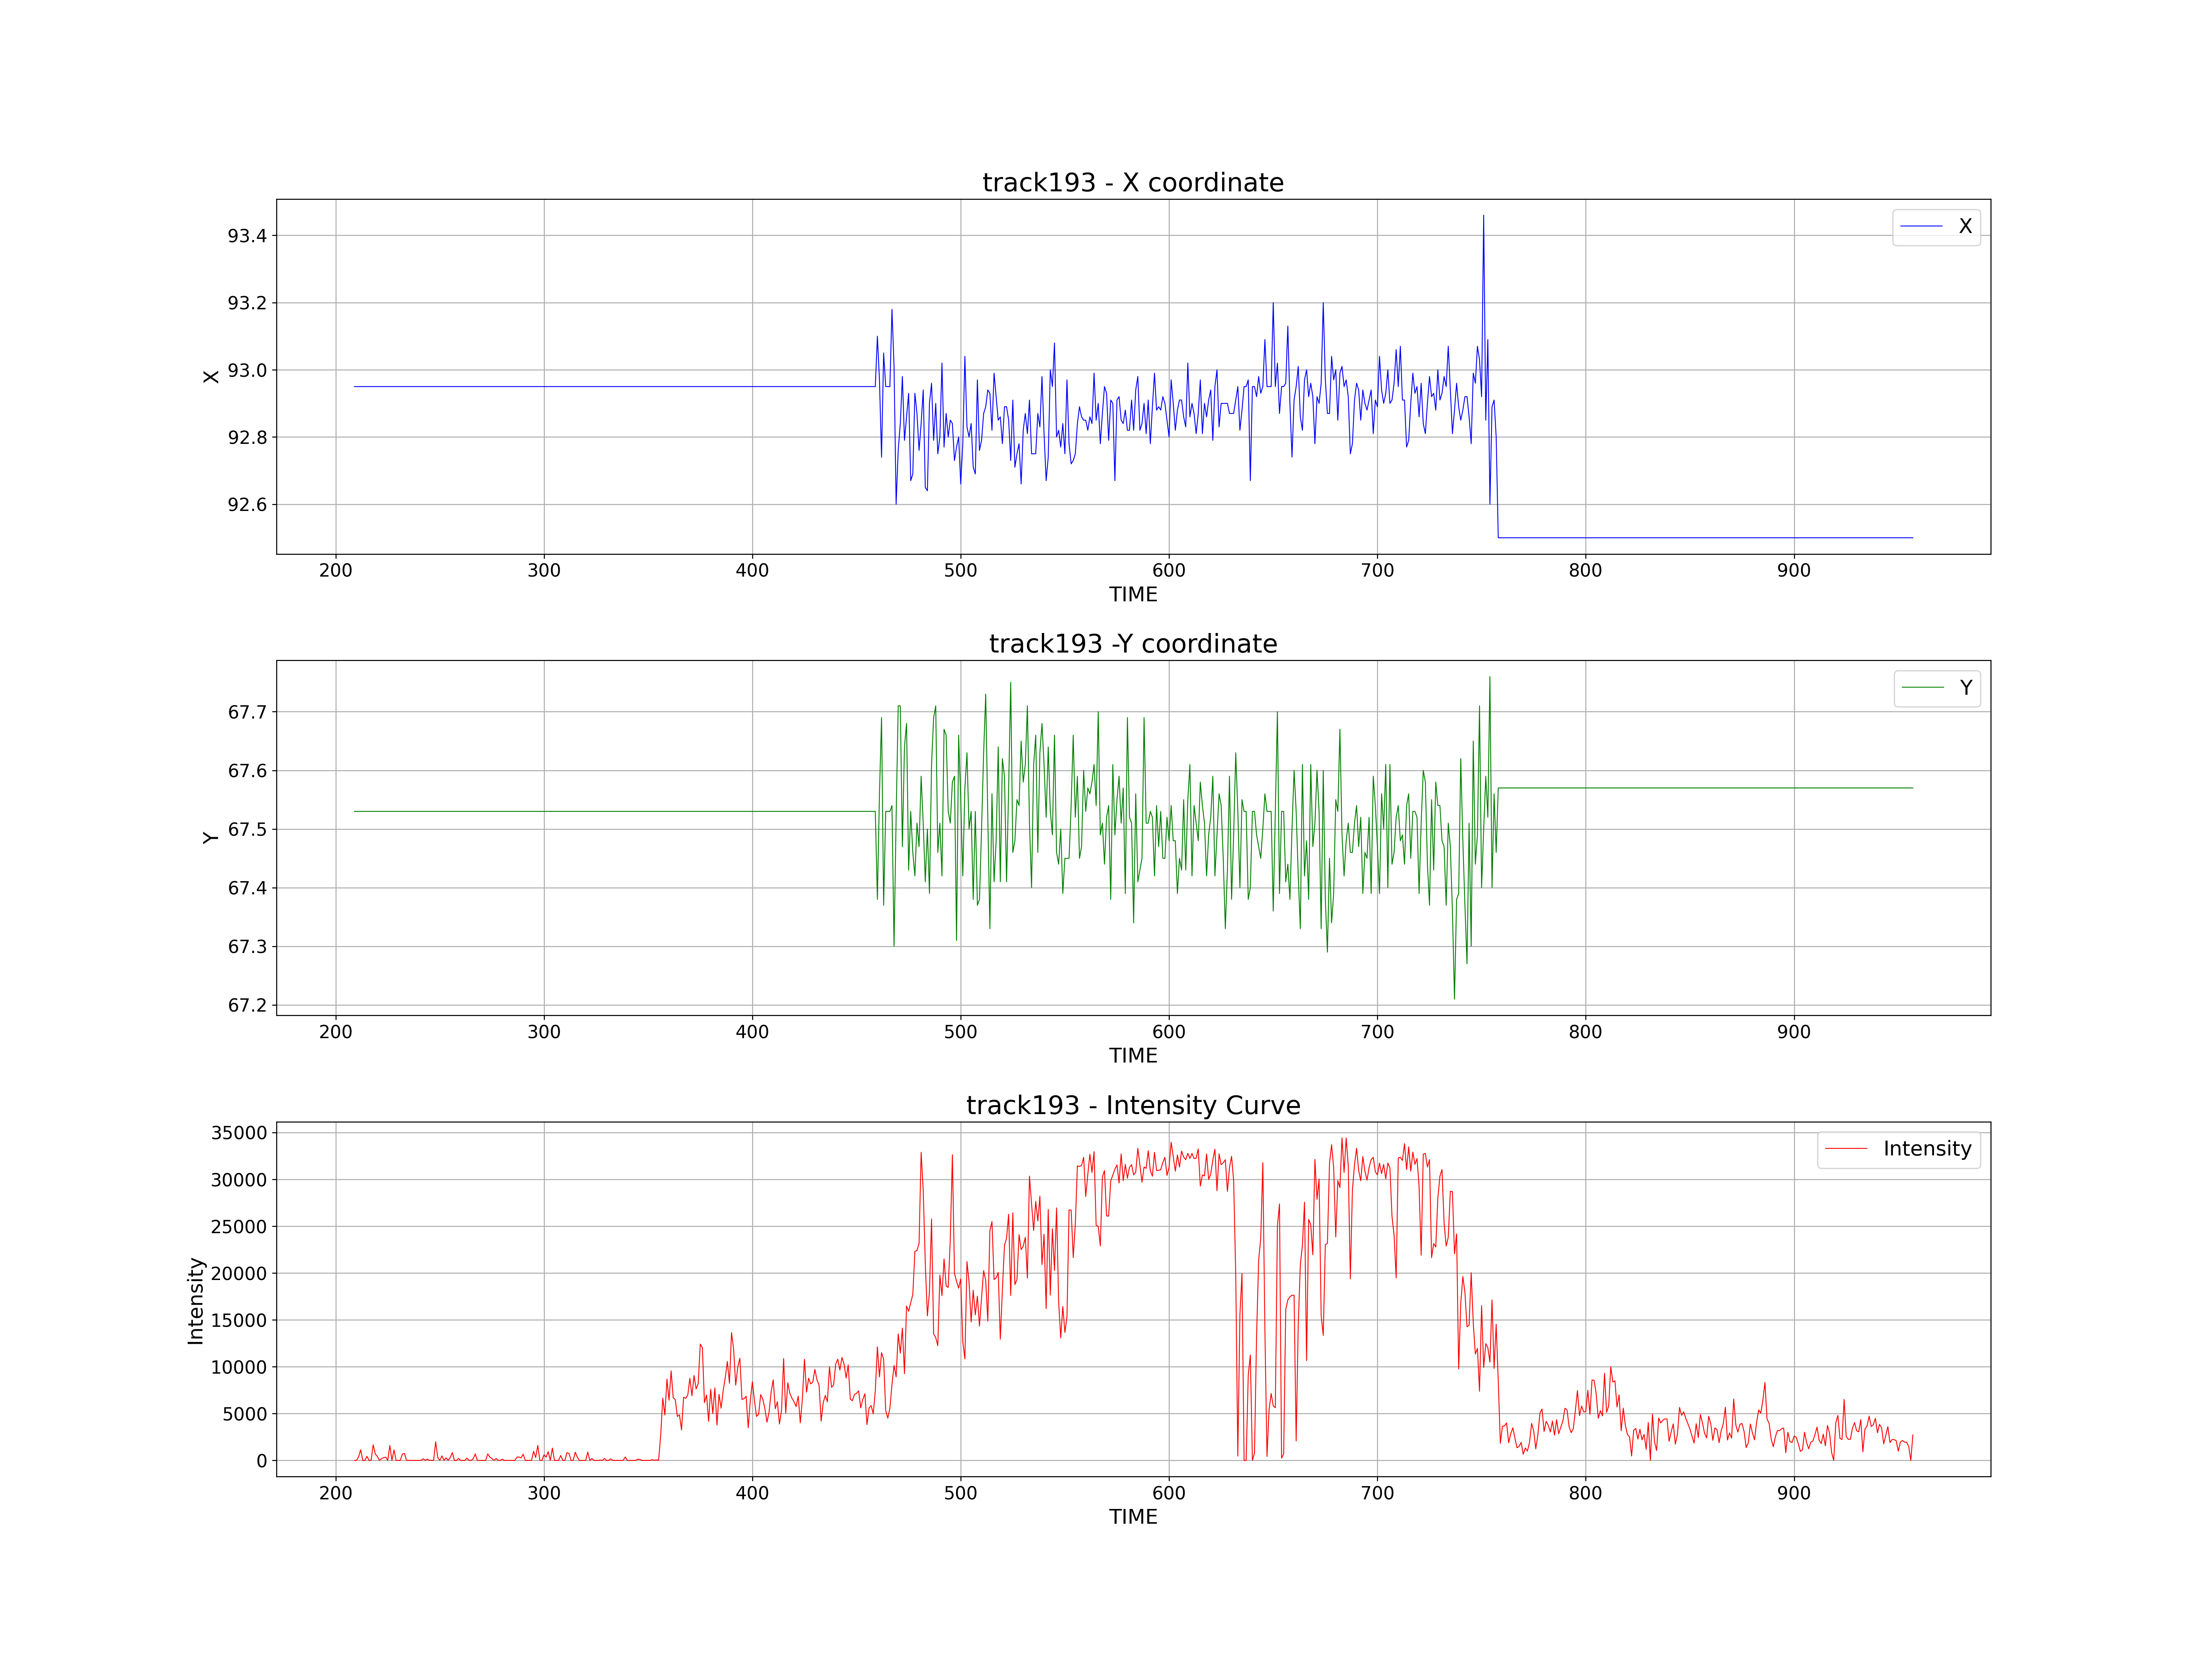 track193 - X coordinate
X
93.4
93.2
93.0
92.8
92.6
X
200 300 400 500 600 700 800 900
TIME
track193 -Y coordinate
Y
67.7
67.6
67.5
67.4
67.3
67.2
Y
200 300 400 500 600 700 800 900
TIME
track193 - Intensity Curve
Intensity
35000
30000
25000
20000
15000
10000
5000
0
Intensity
200 300 400 500 600 700 800 900
TIME